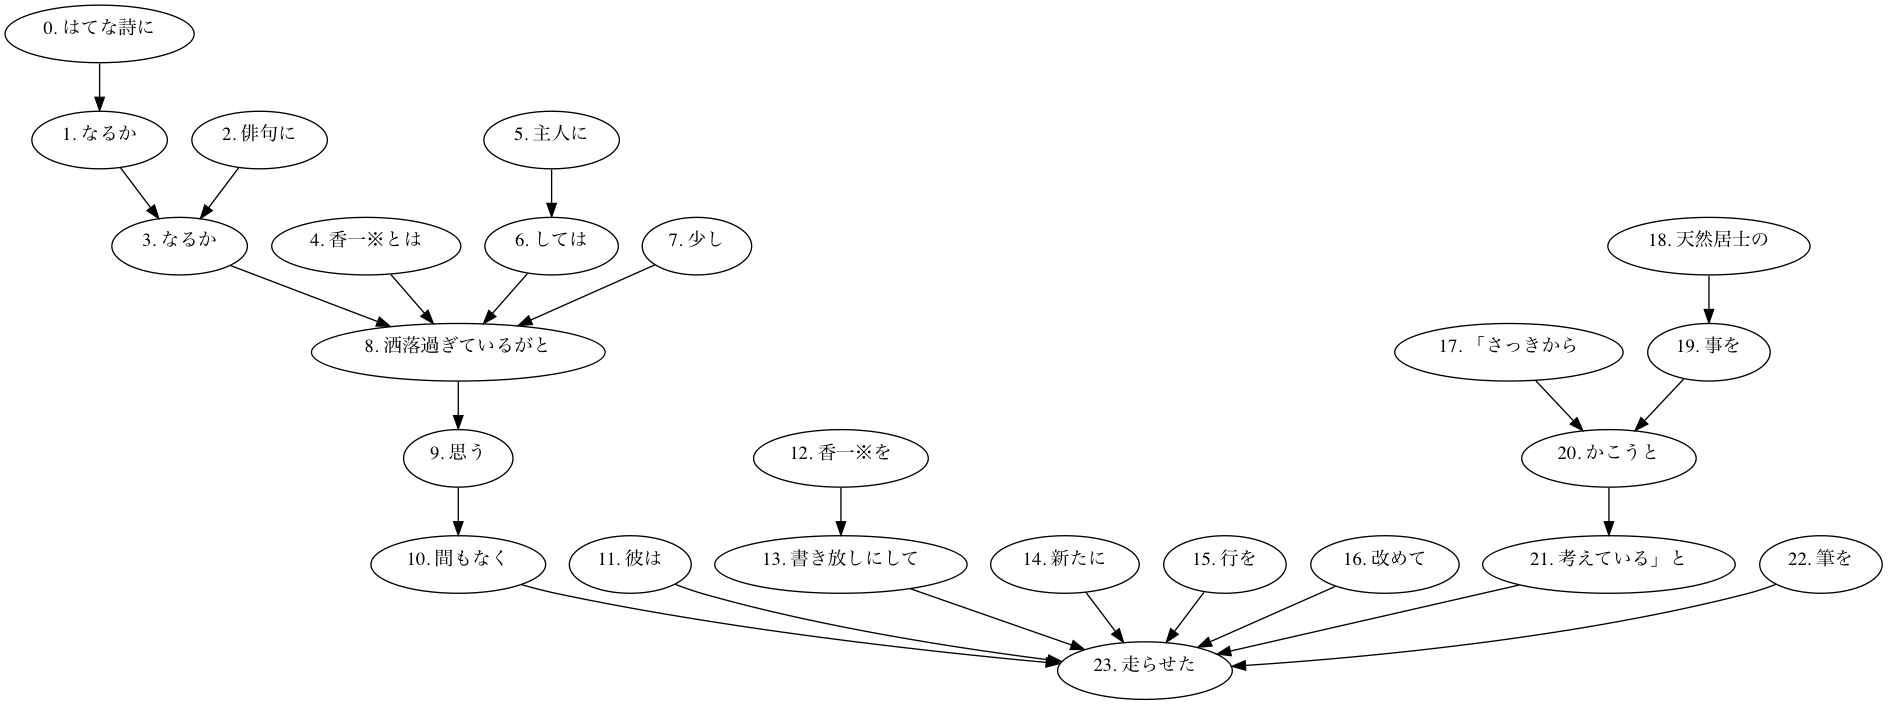 0. はてな詩に
1. なるか
2. 俳句に
3. なるか
4. 香一※とは
5. 主人に
6. しては
7. 少し
8. 洒落過ぎているがと
9. 思う
10. 間もなく
11. 彼は
12. 香一※を
13. 書き放しにして
14. 新たに
15. 行を
16. 改めて
17. 「さっきから
18. 天然居士の
19. 事を
20. かこうと
21. 考えている」と
22. 筆を
23. 走らせた